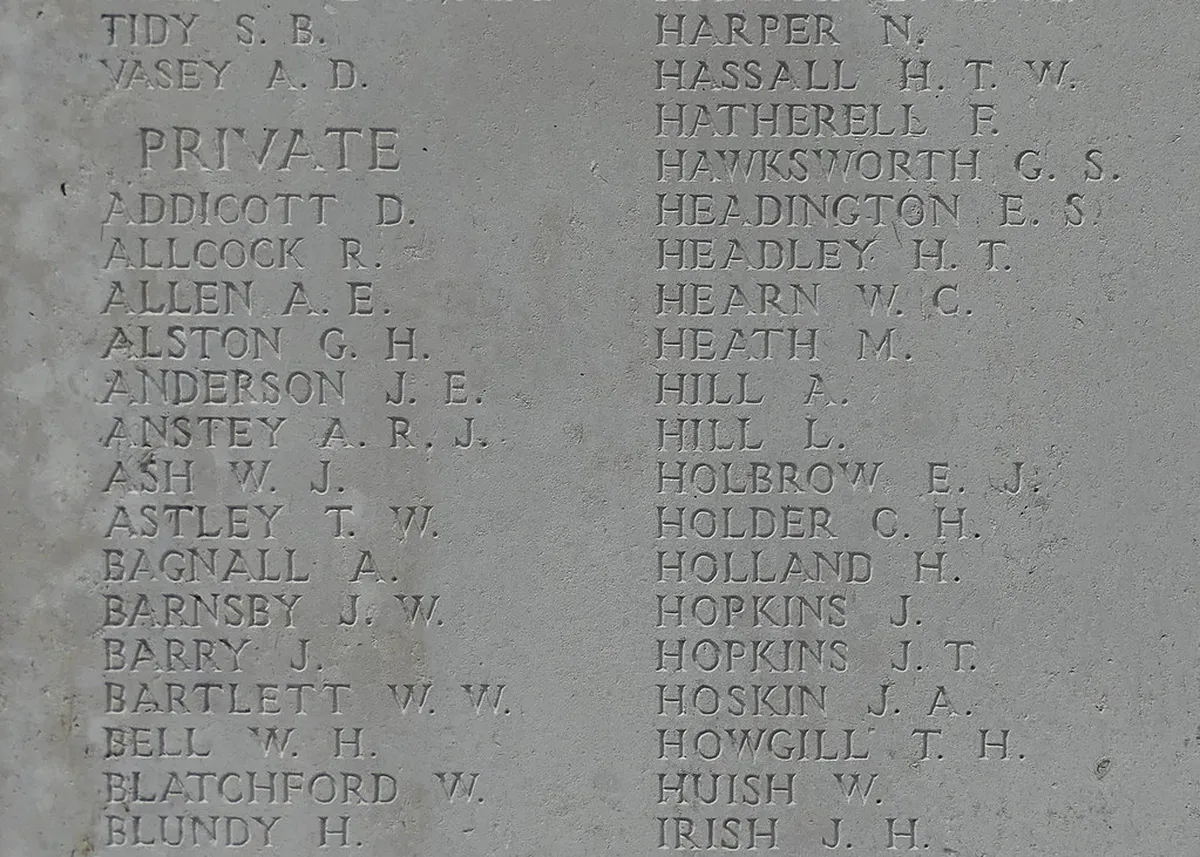 TIDY S. B.
VASEY A. D.
PRIVATE
ADDICOTT D.
ALLCOCK R.
ALLEN A. E.
ALSTON G. H.
ANDERSON J. E.
ANSTEY A. R. J.
ASH W. J.
ASTLEY T. W.
BAGNALL A.
BARNSBY J. W.
BARRY J.
BARTLETT W. W.
BELL W. H.
BLATCHFORD W.
BLUNDY H.
HARPER N.
HASSALL H. T. W.
HATHERELL F.
HAWKSWORTH G. S.
HEADINGTON E. S.
HEADLEY H. T.
HEARN W. C.
HEATH M.
HILL A.
HILL L.
HOLBROW E. J.
HOLDER C. H.
HOLLAND H.
HOPKINS J.
HOPKINS J. T.
HOSKIN J. A.
HOWGILL T. H.
HUISH W.
IRISH J. H.